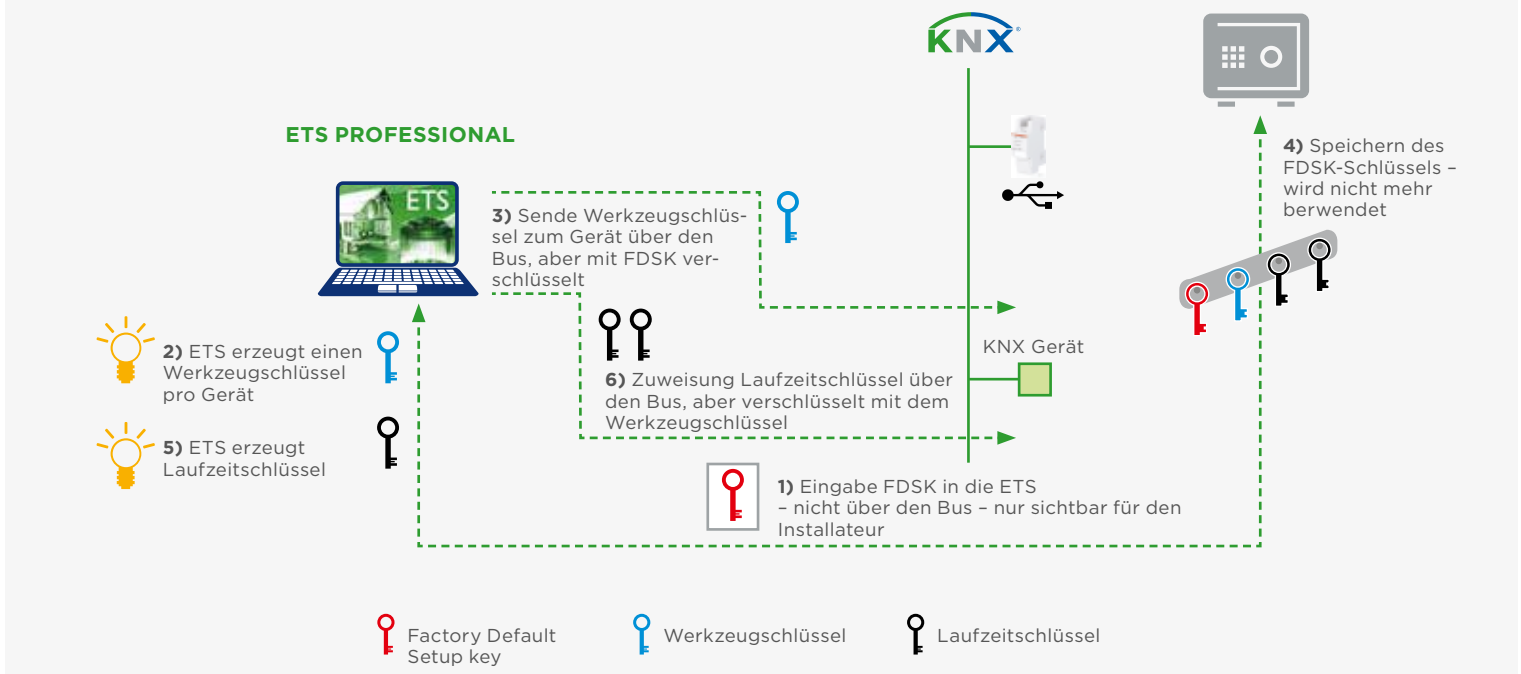 KNX
ETS PROFESSIONAL
ETS
3) Sende Werkzeugschlüs-
sel zum Gerät über den
Bus, aber mit FDSK ver-
schlüsselt
4) Speichern des
FDSK-Schlüssels –
wird nicht mehr
berwendet
2) ETS erzeugt einen
Werkzeugschlüssel
pro Gerät
KNX Gerät
6) Zuweisung Laufzeitschlüssel über
den Bus, aber verschlüsselt mit dem
Werkzeugschlüssel
5) ETS erzeugt
Laufzeitschlüssel
1) Eingabe FDSK in die ETS
– nicht über den Bus – nur sichtbar für den
Installateur
Factory Default
Setup key
Werkzeugschlüssel
Laufzeitschlüssel